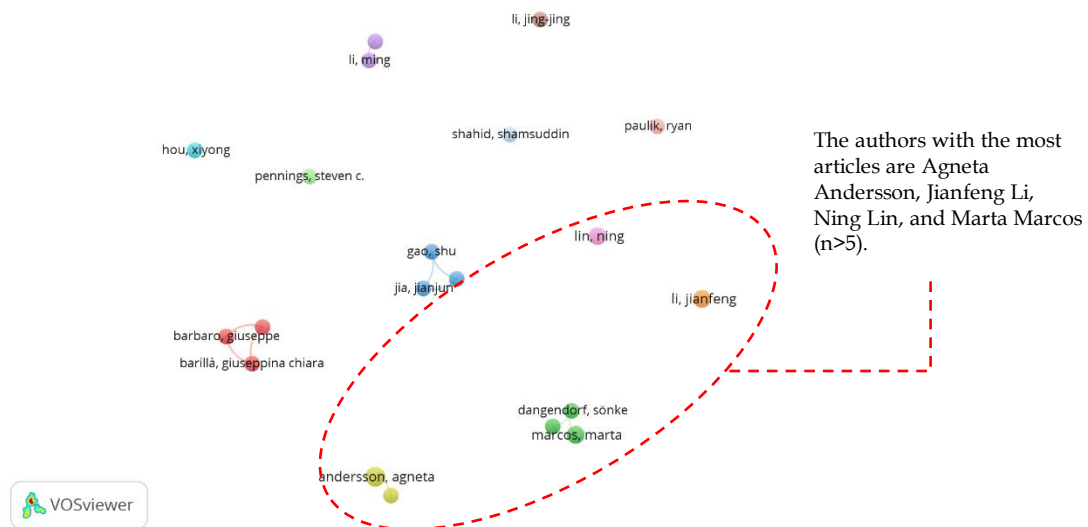 li, jing-jing
li, ming
shahid, shamsuddin
paulik, ryan
hou, xiyong
pennings, steven c.
The authors with the most
articles are Agneta
Andersson, Jianfeng Li,
Ning Lin, and Marta Marcos
(n>5).
lin, ning
gao, shu
jia, jianjun
li, jianfeng
barbaro, giuseppe
barillà, giuseppina chiara
dangendorf, sönke
marcos, marta
andersson, agneta
VOSviewer